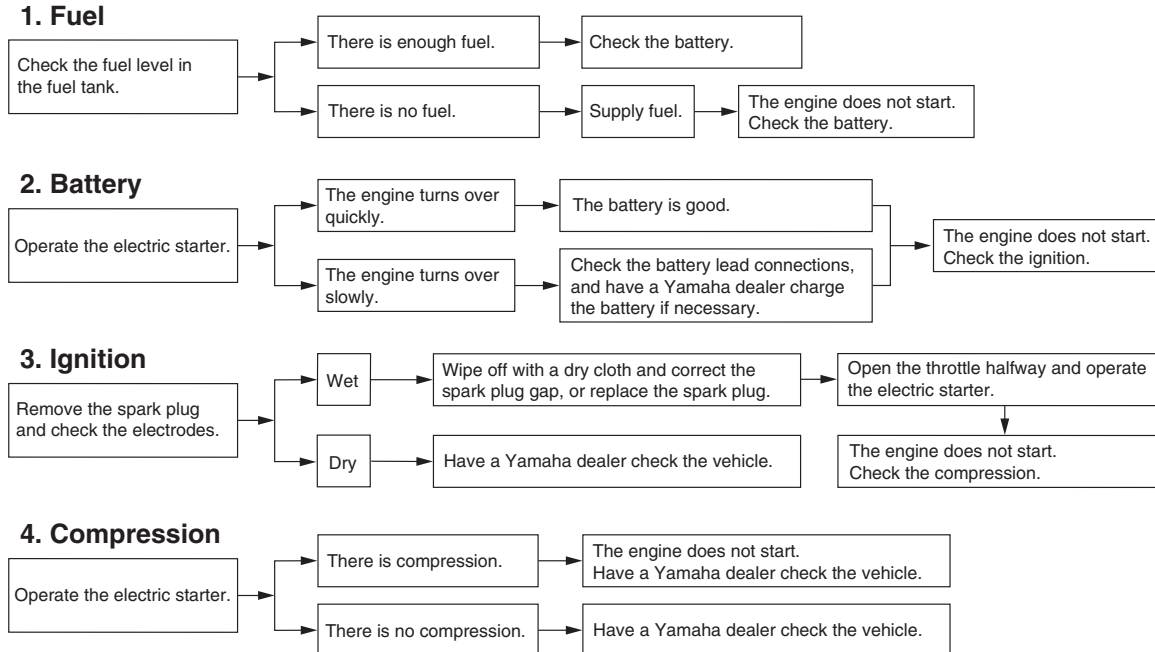 1. Fuel
Check the fuel level in
the fuel tank.
There is enough fuel.
Check the battery.
There is no fuel.
Supply fuel.
The engine does not start.
Check the battery.
2. Battery
Operate the electric starter.
The engine turns over
quickly.
The battery is good.
The engine turns over
slowly.
Check the battery lead connections,
and have a Yamaha dealer charge
the battery if necessary.
The engine does not start.
Check the ignition.
3. Ignition
Remove the spark plug
and check the electrodes.
Wet
Wipe off with a dry cloth and correct the
spark plug gap, or replace the spark plug.
Open the throttle halfway and operate
the electric starter.
Dry
Have a Yamaha dealer check the vehicle.
The engine does not start.
Check the compression.
4. Compression
Operate the electric starter.
There is compression.
The engine does not start.
Have a Yamaha dealer check the vehicle.
There is no compression.
Have a Yamaha dealer check the vehicle.